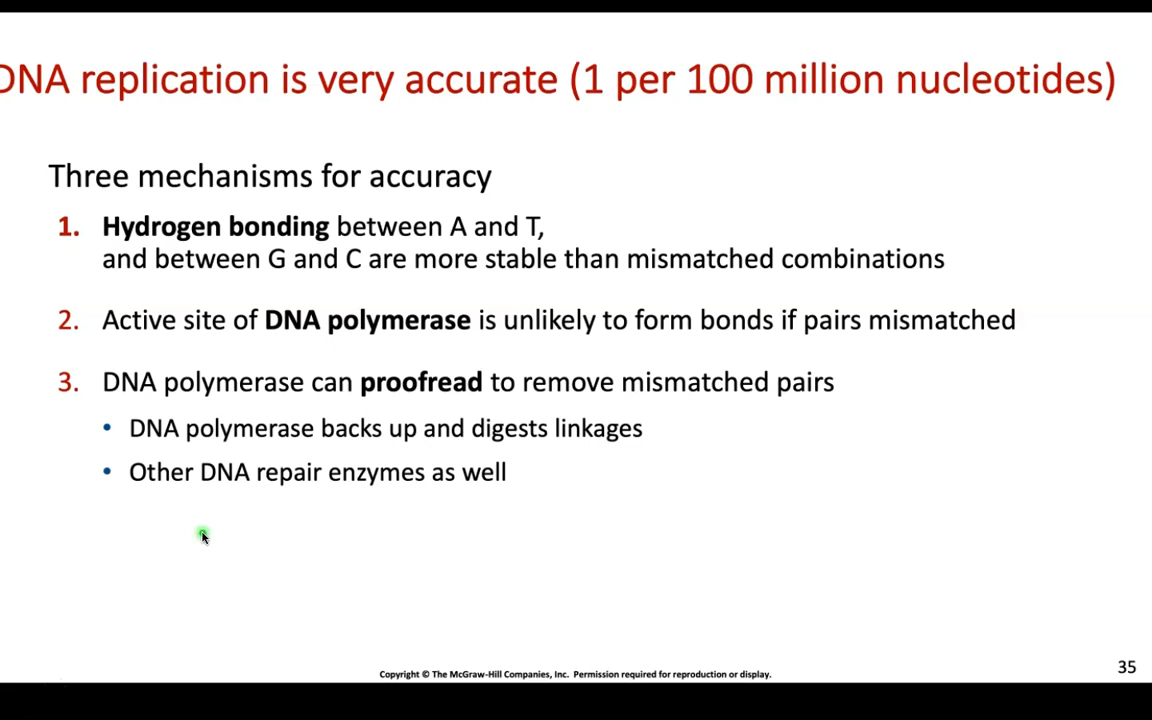 DNA replication is very accurate (1 per 100 million nucleotides)
Three mechanisms for accuracy
1. Hydrogen bonding between A and T,
and between G and C are more stable than mismatched combinations
2. Active site of DNA polymerase is unlikely to form bonds if pairs mismatched
3. DNA polymerase can proofread to remove mismatched pairs
• DNA polymerase backs up and digests linkages
• Other DNA repair enzymes as well
Copyright © The McGraw-Hill Companies, Inc. Permission required for reproduction or display.
35